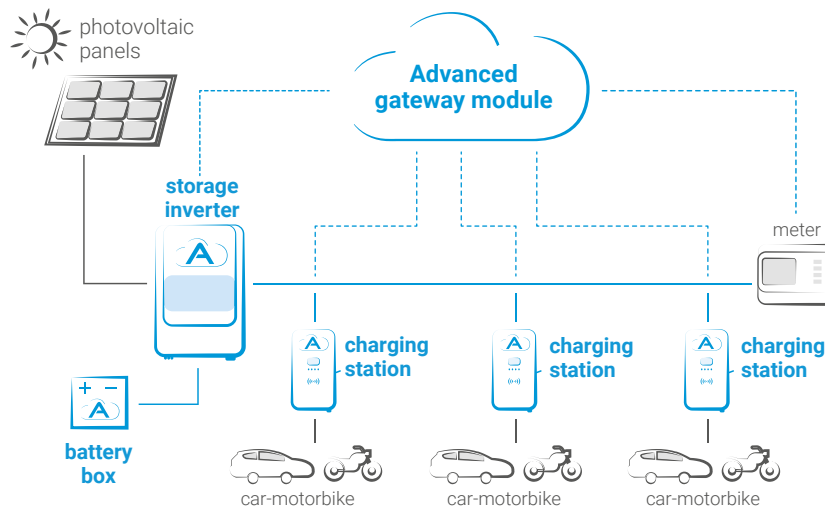 photovoltaic
panels
Advanced
gateway module
storage
inverter
meter
A
A
charging
station
A
charging
station
A
charging
station
+ −
A
battery
box
car-motorbike
car-motorbike
car-motorbike